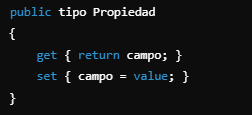 public tipo Propiedad
{
    get { return campo; }
    set { campo = value; }
}